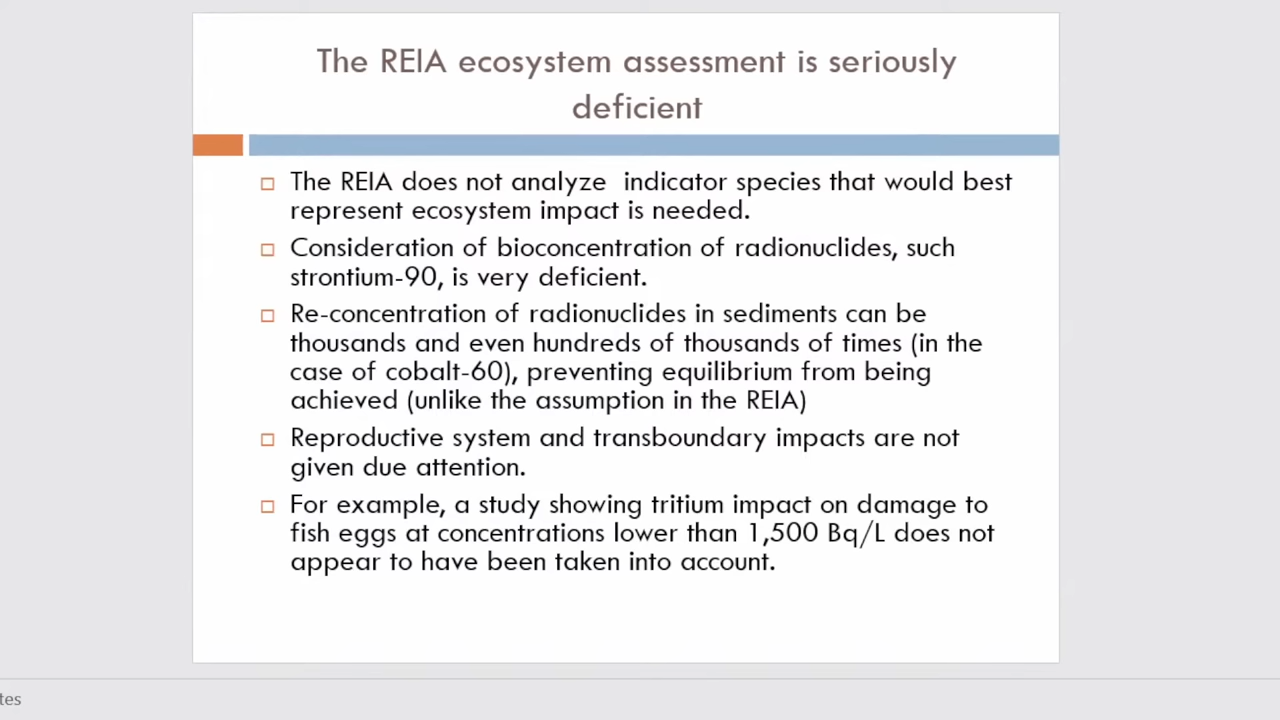 The REIA ecosystem assessment is seriously
deficient
The REIA does not analyze  indicator species that would best
represent ecosystem impact is needed.
Consideration of bioconcentration of radionuclides, such
strontium-90, is very deficient.
Re-concentration of radionuclides in sediments can be
thousands and even hundreds of thousands of times (in the
case of cobalt-60), preventing equilibrium from being
achieved (unlike the assumption in the REIA)
Reproductive system and transboundary impacts are not
given due attention.
For example, a study showing tritium impact on damage to
fish eggs at concentrations lower than 1,500 Bq/L does not
appear to have been taken into account.
tes